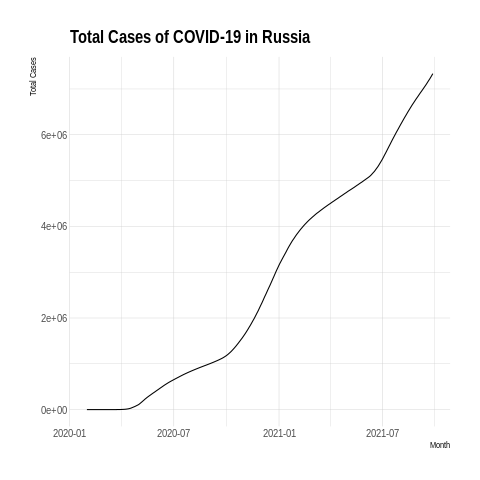 Total Cases of COVID-19 in Russia
Total Cases
6e+06
4e+06
2e+06
0e+00
2020-01 2020-07 2021-01 2021-07
Month